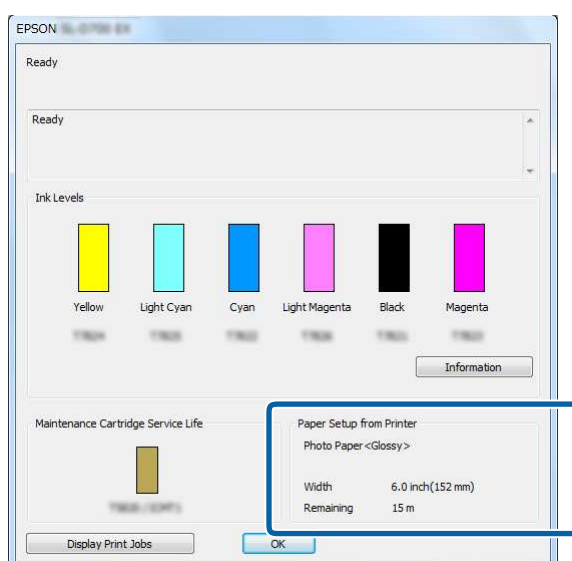 EPSON
Ready
Ready
Ink Levels
Yellow Light Cyan Cyan Light Magenta Black Magenta
Information
Maintenance Cartridge Service Life
Paper Setup from Printer
Photo Paper<Glossy>
Width 6.0 inch(152 mm)
Remaining 15 m
Display Print Jobs OK